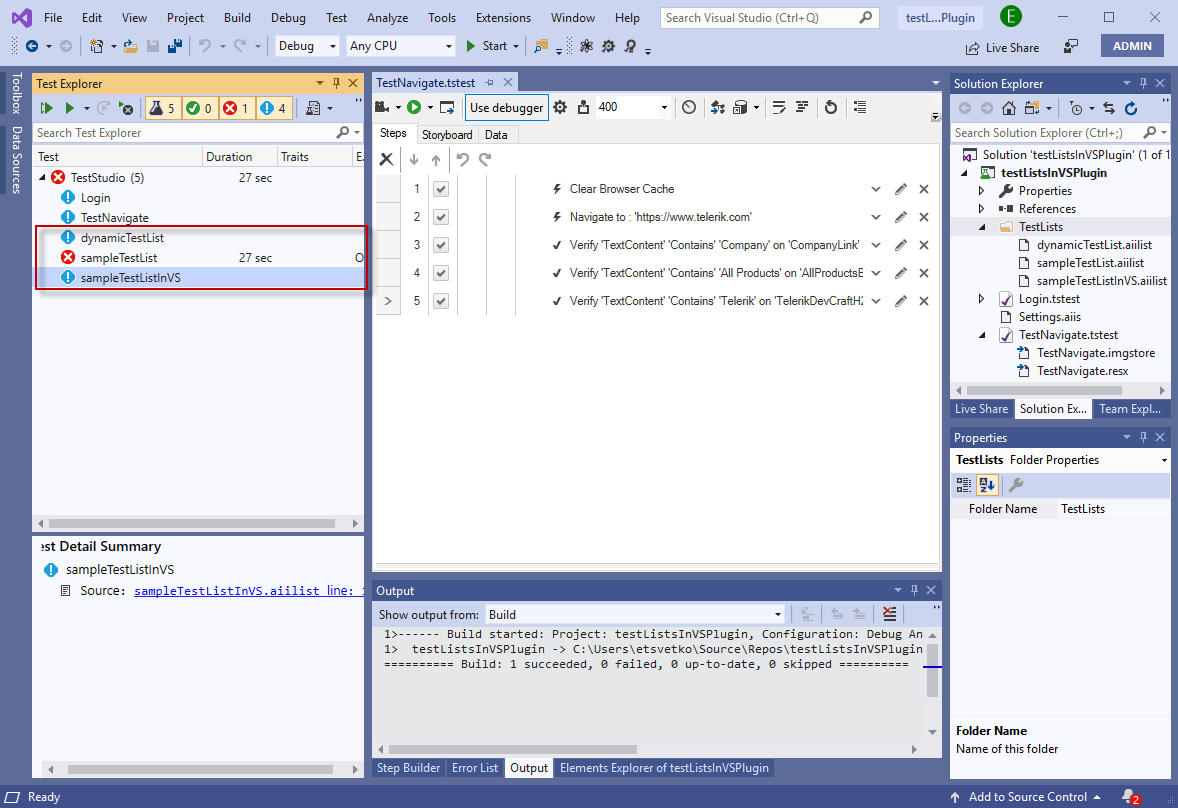 File Edit View Project Build Debug Test Analyze Tools Extensions Window Help Search Visual Studio (Ctrl+Q) testL...Plugin E
Debug Any CPU Start Live Share ADMIN
Toolbox
Data Sources
Test Explorer
5 0 1 4
Search Test Explorer
Test Duration Traits E.
TestStudio (5) 27 sec
Login
TestNavigate
dynamicTestList
sampleTestList 27 sec O
sampleTestListInVS
est Detail Summary
sampleTestListInVS
Source: sampleTestListInVS.aiilist line:
TestNavigate.tstest
Use debugger 400
Steps Storyboard Data
1 Clear Browser Cache
2 Navigate to : 'https://www.telerik.com'
3 Verify 'TextContent' 'Contains' 'Company' on 'CompanyLink'
4 Verify 'TextContent' 'Contains' 'All Products' on 'AllProductsE
5 Verify 'TextContent' 'Contains' 'Telerik' on 'TelerikDevCraftH2
Output
Show output from: Build
1>------ Build started: Project: testListsInVSPlugin, Configuration: Debug An
1> testListsInVSPlugin -> C:\Users\etsvetko\Source\Repos\testListsInVSPlugin
========== Build: 1 succeeded, 0 failed, 0 up-to-date, 0 skipped ==========
Step Builder Error List Output Elements Explorer of testListsInVSPlugin
Solution Explorer
Search Solution Explorer (Ctrl+;)
Solution 'testListsInVSPlugin' (1 of 1
testListsInVSPlugin
Properties
References
TestLists
dynamicTestList.aiilist
sampleTestList.aiilist
sampleTestListInVS.aiilist
Login.tstest
Settings.aiis
TestNavigate.tstest
TestNavigate.imgstore
TestNavigate.resx
Live Share Solution Ex... Team Expl...
Properties
TestLists Folder Properties
Folder Name TestLists
Folder Name
Name of this folder
Ready Add to Source Control 2